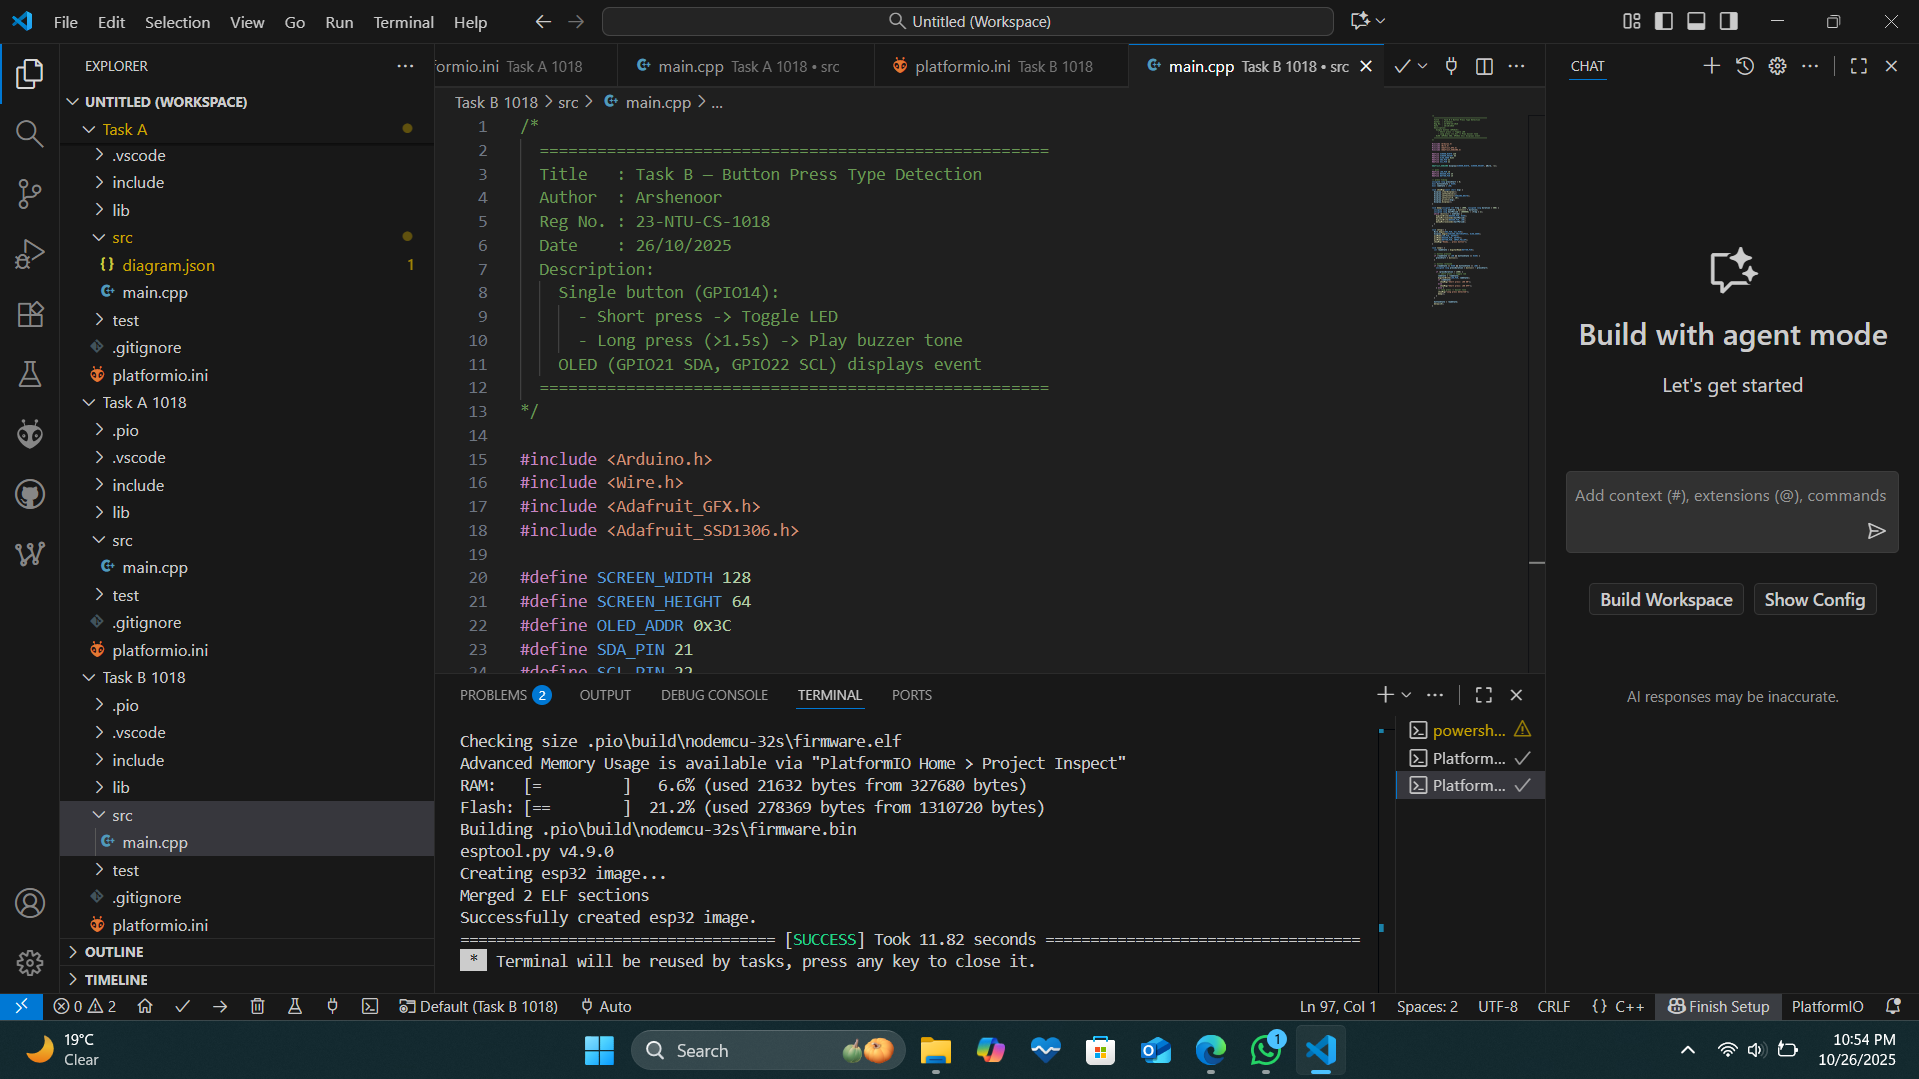 File Edit Selection View Go Run Terminal Help
Untitled (Workspace)
EXPLORER
UNTITLED (WORKSPACE)
Task A
.vscode
include
lib
src
{} diagram.json 1
main.cpp
test
.gitignore
platformio.ini
Task A 1018
.pio
.vscode
include
lib
src
main.cpp
test
.gitignore
platformio.ini
Task B 1018
.pio
.vscode
include
lib
src
main.cpp
test
.gitignore
platformio.ini
OUTLINE
TIMELINE
formio.ini Task A 1018
main.cpp Task A 1018 • src
platformio.ini Task B 1018
main.cpp Task B 1018 • src
Task B 1018 > src > main.cpp > ...
1 /*
2 =====================================================
3 Title : Task B – Button Press Type Detection
4 Author : Arshenoor
5 Reg No. : 23-NTU-CS-1018
6 Date : 26/10/2025
7 Description:
8 Single button (GPIO14):
9 - Short press -> Toggle LED
10 - Long press (>1.5s) -> Play buzzer tone
11 OLED (GPIO21 SDA, GPIO22 SCL) displays event
12 =====================================================
13 */
14
15 #include <Arduino.h>
16 #include <Wire.h>
17 #include <Adafruit_GFX.h>
18 #include <Adafruit_SSD1306.h>
19
20 #define SCREEN_WIDTH 128
21 #define SCREEN_HEIGHT 64
22 #define OLED_ADDR 0x3C
23 #define SDA_PIN 21
24 #define SCL_PIN 22
PROBLEMS 2 OUTPUT DEBUG CONSOLE TERMINAL PORTS
Checking size .pio\build\nodemcu-32s\firmware.elf
Advanced Memory Usage is available via "PlatformIO Home > Project Inspect"
RAM: [= ] 6.6% (used 21632 bytes from 327680 bytes)
Flash: [== ] 21.2% (used 278369 bytes from 1310720 bytes)
Building .pio\build\nodemcu-32s\firmware.bin
esptool.py v4.9.0
Creating esp32 image...
Merged 2 ELF sections
Successfully created esp32 image.
=================================== [SUCCESS] Took 11.82 seconds ===================================
* Terminal will be reused by tasks, press any key to close it.
powersh...
Platform...
Platform...
CHAT
Build with agent mode
Let's get started
Add context (#), extensions (@), commands
Build Workspace Show Config
AI responses may be inaccurate.
0 2 Default (Task B 1018) Auto
Ln 97, Col 1 Spaces: 2 UTF-8 CRLF {} C++ Finish Setup PlatformIO
19°C
Clear
Search
1
10:54 PM
10/26/2025